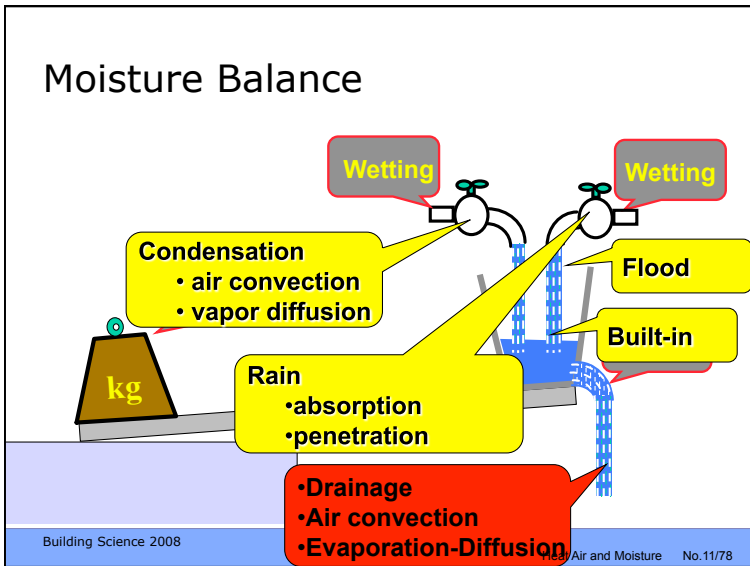 Moisture Balance
Wetting
Wetting
Condensation
• air convection
• vapor diffusion
Flood
Built-in
kg
Rain
•absorption
•penetration
•Drainage
•Air convection
•Evaporation-Diffusion
Building Science 2008
Heat Air and Moisture No.11/78